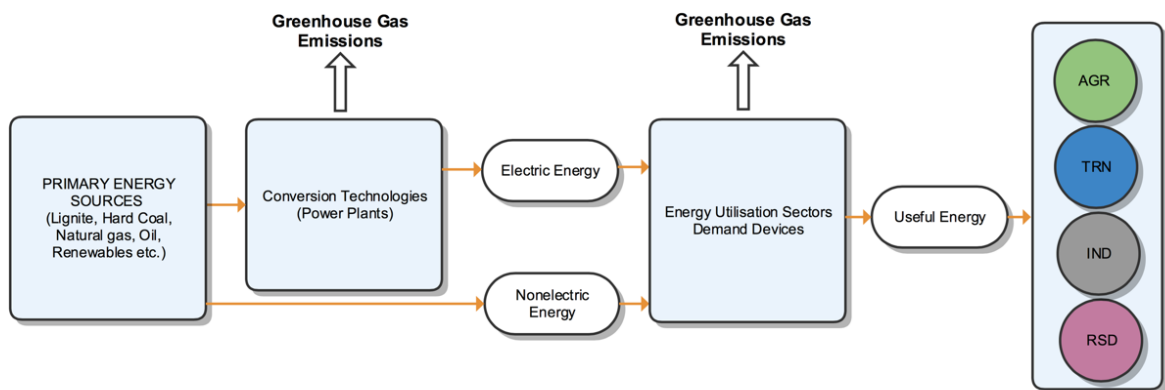 Greenhouse Gas
Emissions
Greenhouse Gas
Emissions
PRIMARY ENERGY
SOURCES
(Lignite, Hard Coal,
Natural gas, Oil,
Renewables etc.)
Conversion Technologies
(Power Plants)
Electric Energy
Nonelectric
Energy
Energy Utilisation Sectors
Demand Devices
Useful Energy
AGR
TRN
IND
RSD